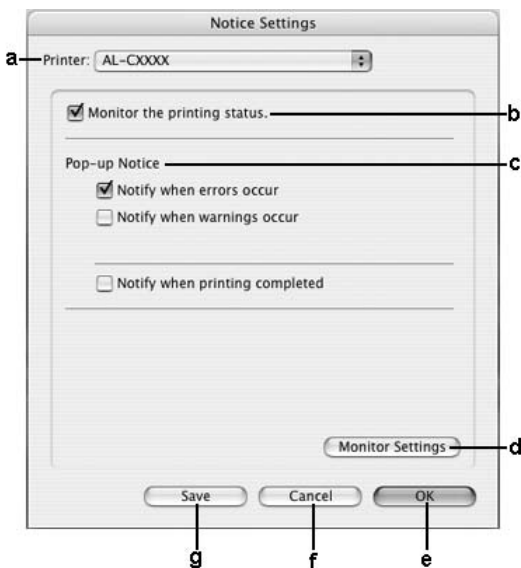 Notice Settings
a Printer: AL-CXXXX
Monitor the printing status. b
Pop-up Notice c
Notify when errors occur
Notify when warnings occur
Notify when printing completed
Monitor Settings d
Save Cancel OK
g f e